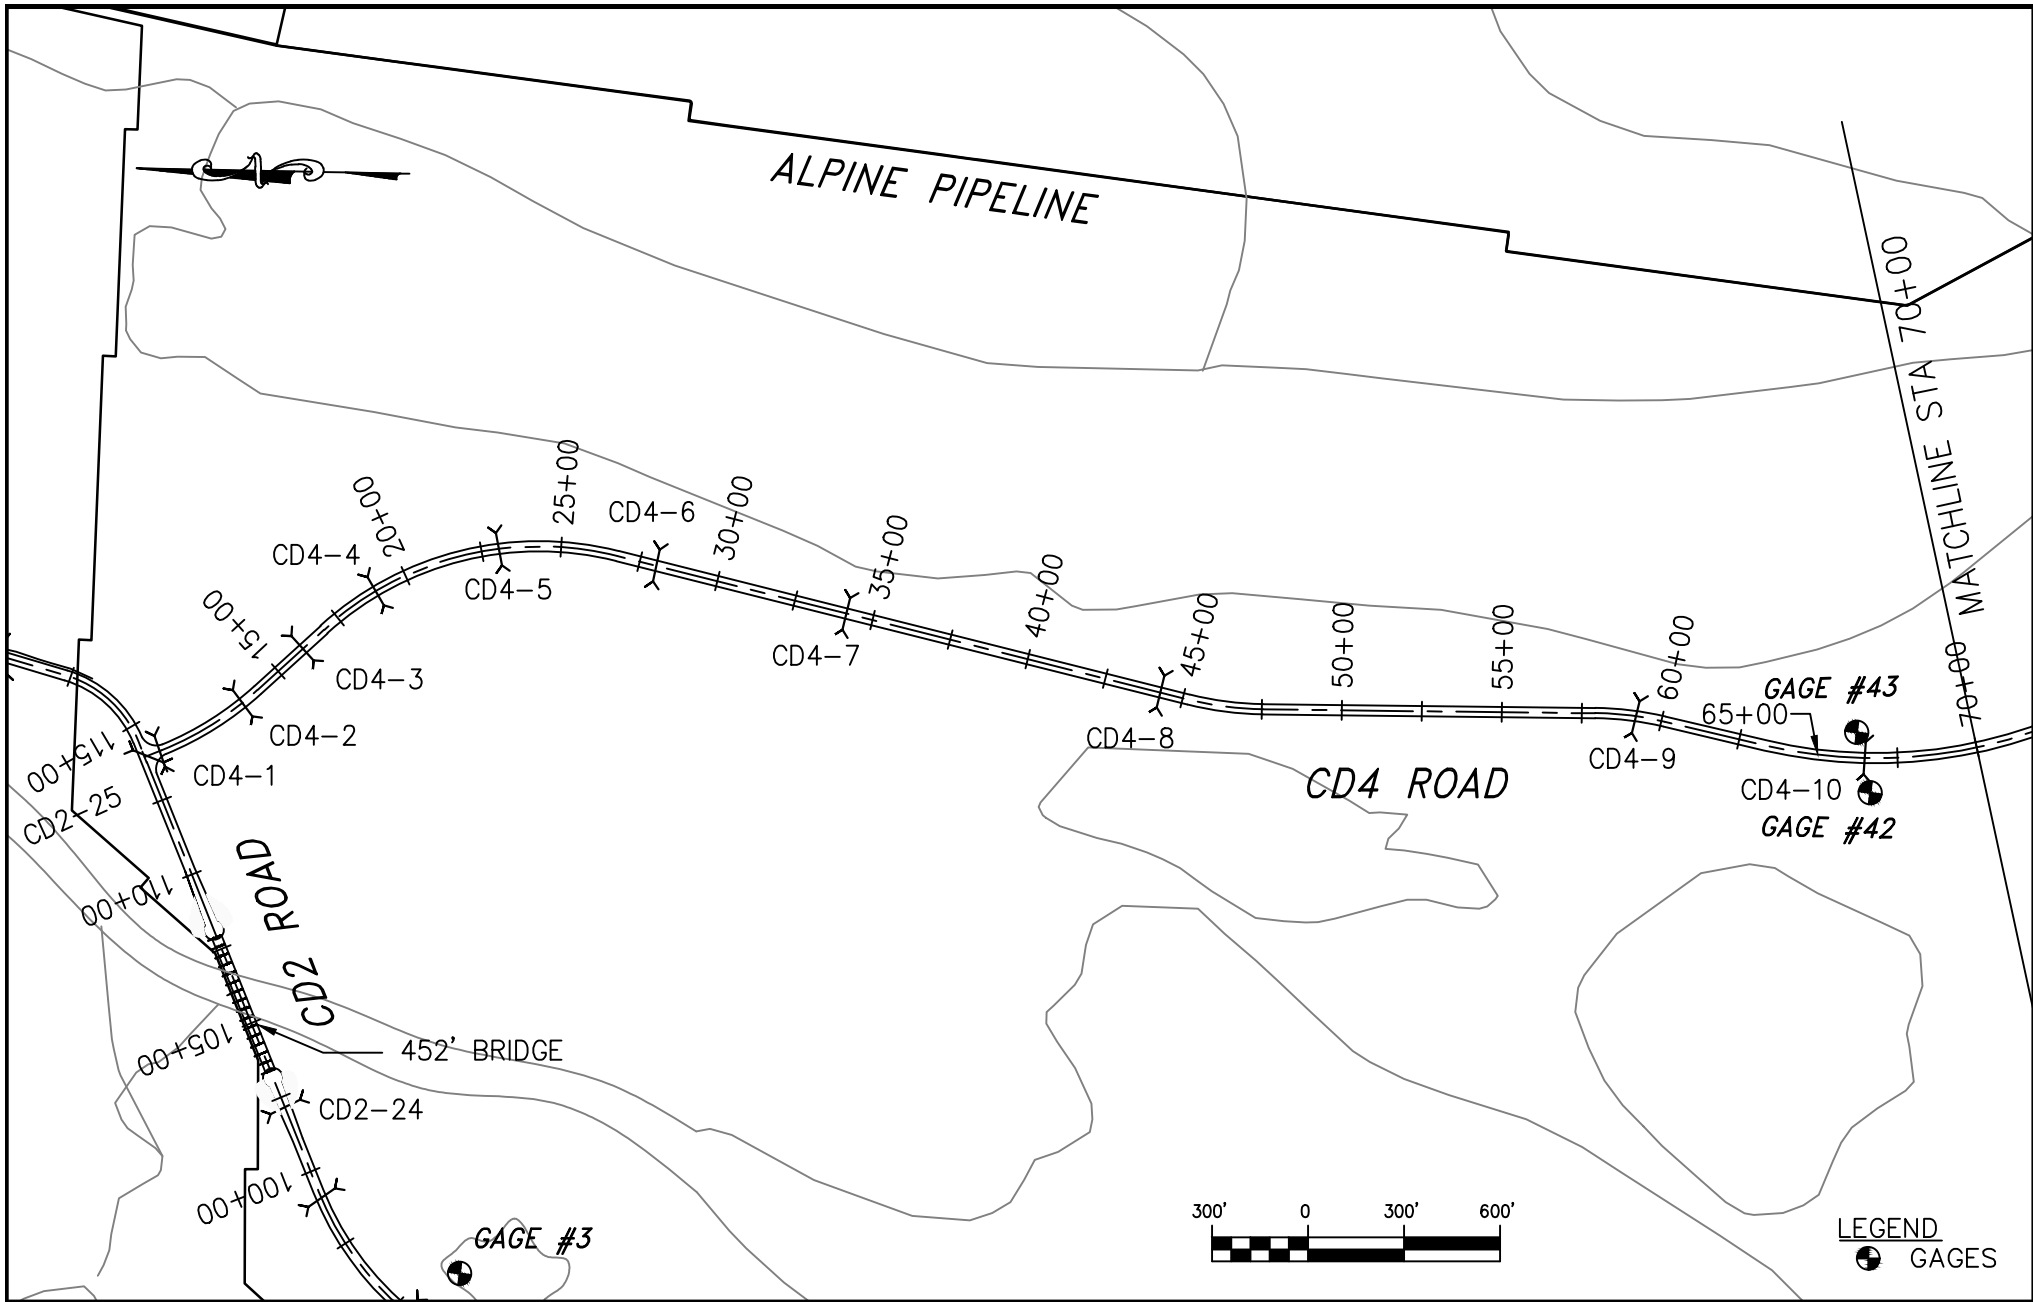 ALPINE PIPELINE
MATCHLINE STA 70+00
70+00
25+00
CD4-6
20+00
30+00
35+00
CD4-4
CD4-5
40+00
15+00
45+00
50+00
55+00
60+00
CD4-7
CD4-3
GAGE #43
65+00
CD4-2
CD4-8
115+00
CD4-1
CD4-9
CD4 ROAD
CD4-10
CD2-25
GAGE #42
110+00
CD2 ROAD
105+00
452' BRIDGE
CD2-24
100+00
GAGE #3
300' 0 300' 600'
LEGEND
GAGES